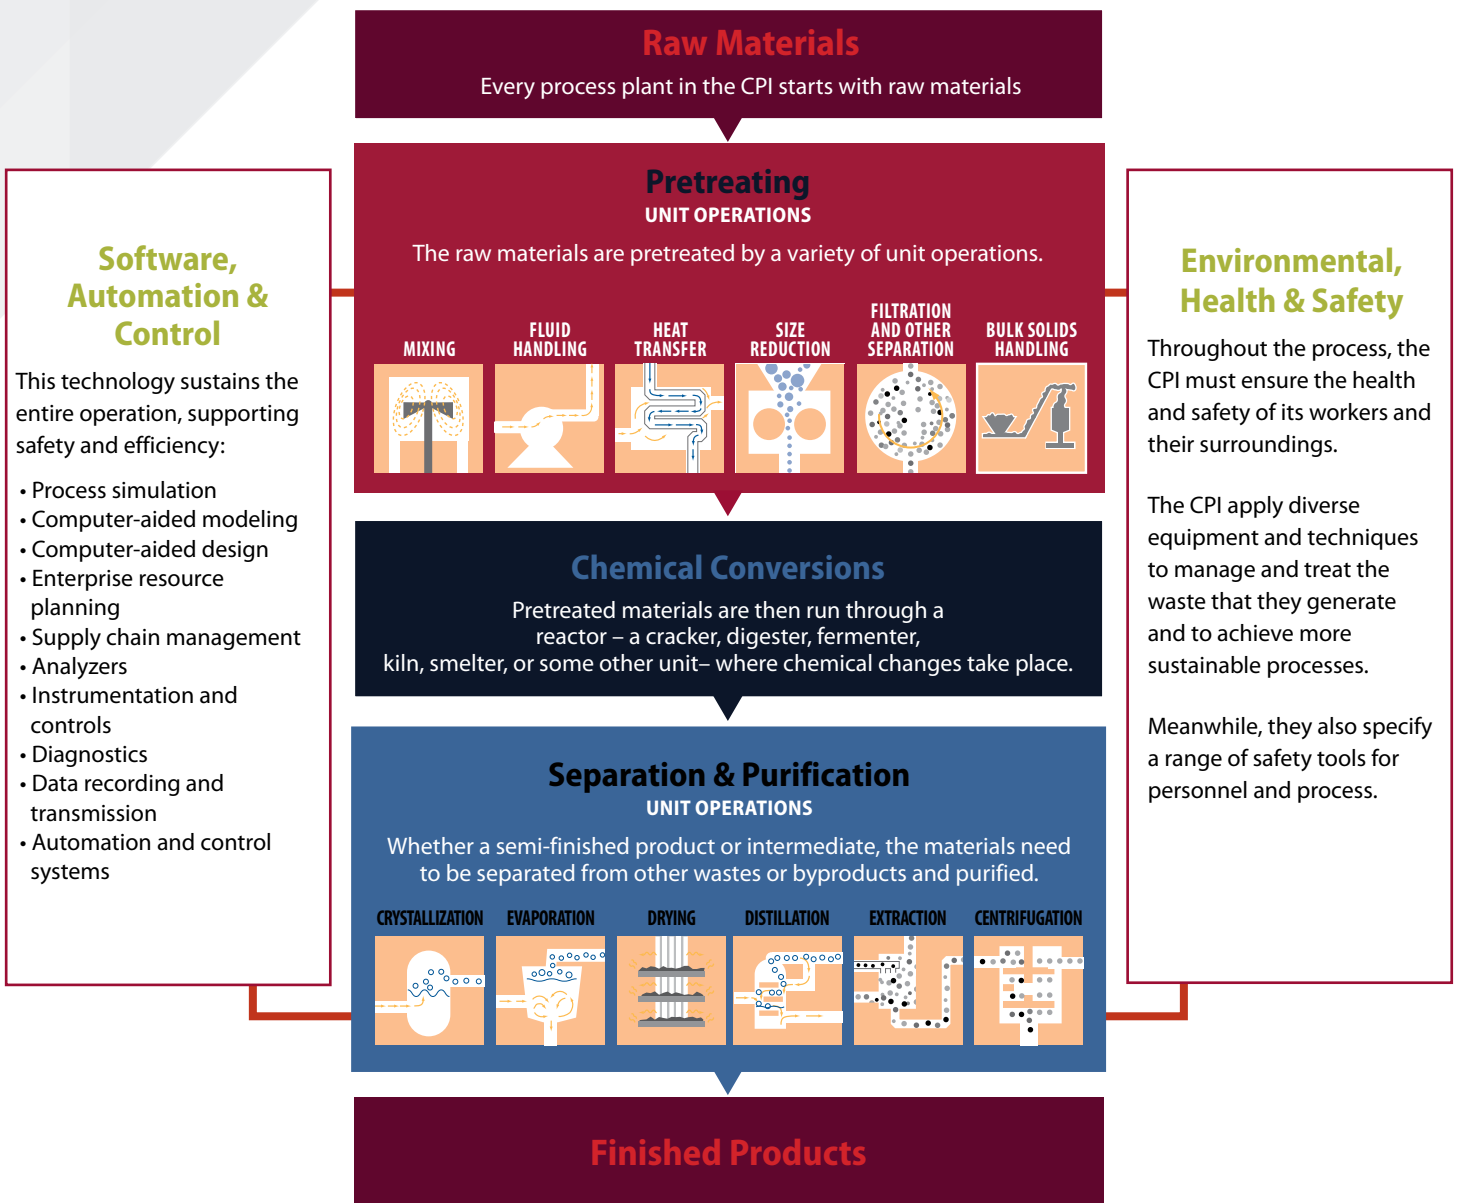 Raw Materials
Every process plant in the CPI starts with raw materials
Pretreating
UNIT OPERATIONS
The raw materials are pretreated by a variety of unit operations.
MIXING
FLUID
HANDLING
HEAT
TRANSFER
SIZE
REDUCTION
FILTRATION
AND OTHER
SEPARATION
BULK SOLIDS
HANDLING
Software,
Automation &
Control
This technology sustains the
entire operation, supporting
safety and efficiency:
• Process simulation
• Computer-aided modeling
• Computer-aided design
• Enterprise resource
planning
• Supply chain management
• Analyzers
• Instrumentation and
controls
• Diagnostics
• Data recording and
transmission
• Automation and control
systems
Environmental,
Health & Safety
Throughout the process, the
CPI must ensure the health
and safety of its workers and
their surroundings.
The CPI apply diverse
equipment and techniques
to manage and treat the
waste that they generate
and to achieve more
sustainable processes.
Meanwhile, they also specify
a range of safety tools for
personnel and process.
Chemical Conversions
Pretreated materials are then run through a
reactor – a cracker, digester, fermenter,
kiln, smelter, or some other unit– where chemical changes take place.
Separation & Purification
UNIT OPERATIONS
Whether a semi-finished product or intermediate, the materials need
to be separated from other wastes or byproducts and purified.
CRYSTALLIZATION
EVAPORATION
DRYING
DISTILLATION
EXTRACTION
CENTRIFUGATION
Finished Products